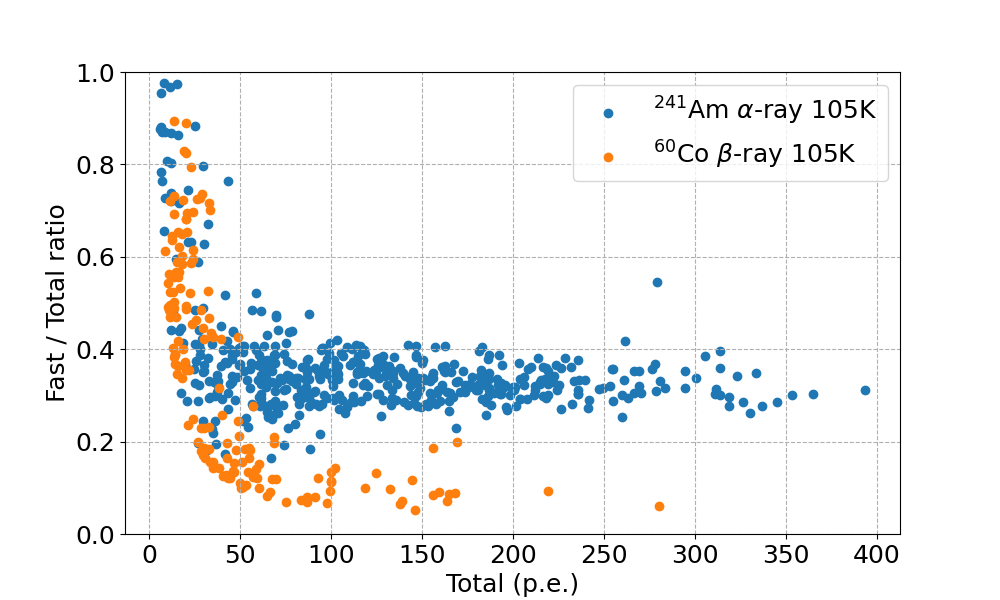 1.0
0.8
0.6
0.4
0.2
0.0
Fast / Total ratio
²⁴¹Am α-ray 105K
⁶⁰Co β-ray 105K
0 50 100 150 200 250 300 350 400
Total (p.e.)